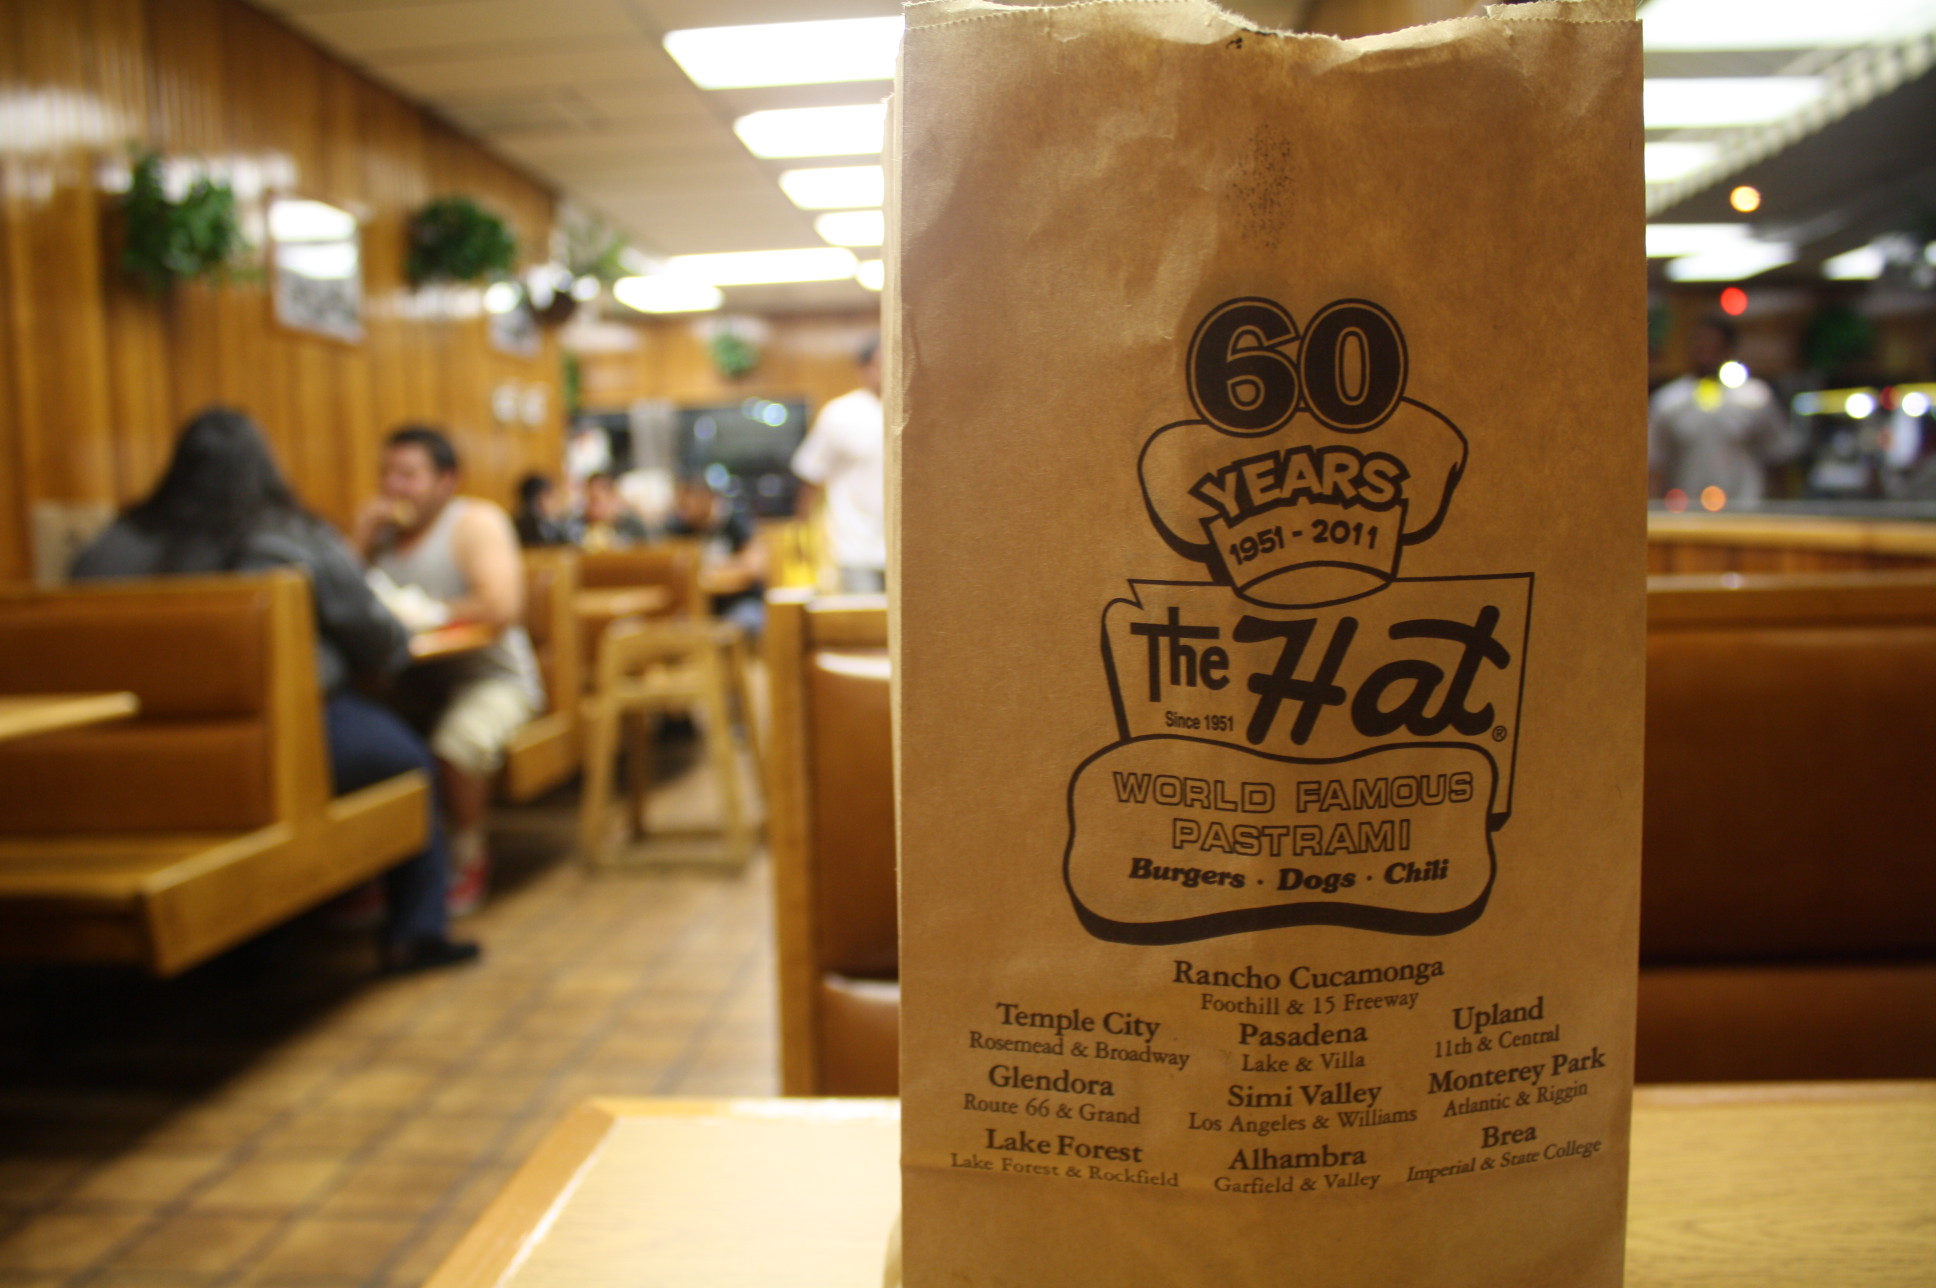 60
YEARS
1951 - 2011
The Hat®
Since 1951
WORLD FAMOUS
PASTRAMI
Burgers · Dogs · Chili
Rancho Cucamonga
Foothill & 15 Freeway
Temple City
Rosemead & Broadway
Pasadena
Lake & Villa
Upland
11th & Central
Glendora
Route 66 & Grand
Simi Valley
Los Angeles & Williams
Monterey Park
Atlantic & Riggin
Lake Forest
Lake Forest & Rockfield
Alhambra
Garfield & Valley
Brea
Imperial & State College